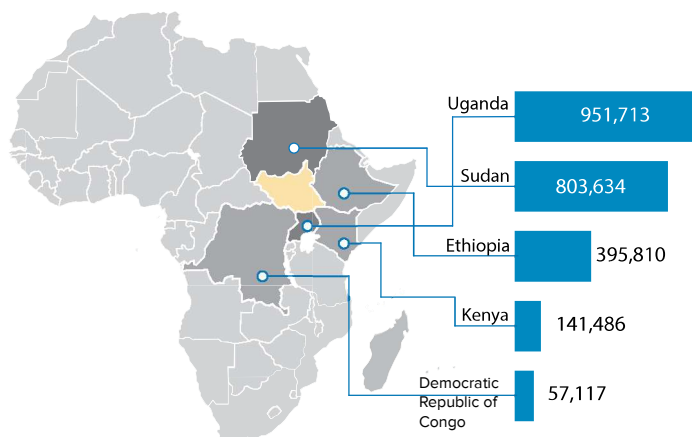 Uganda 951,713
Sudan 803,634
Ethiopia 395,810
Kenya 141,486
Democratic
Republic of
Congo
57,117